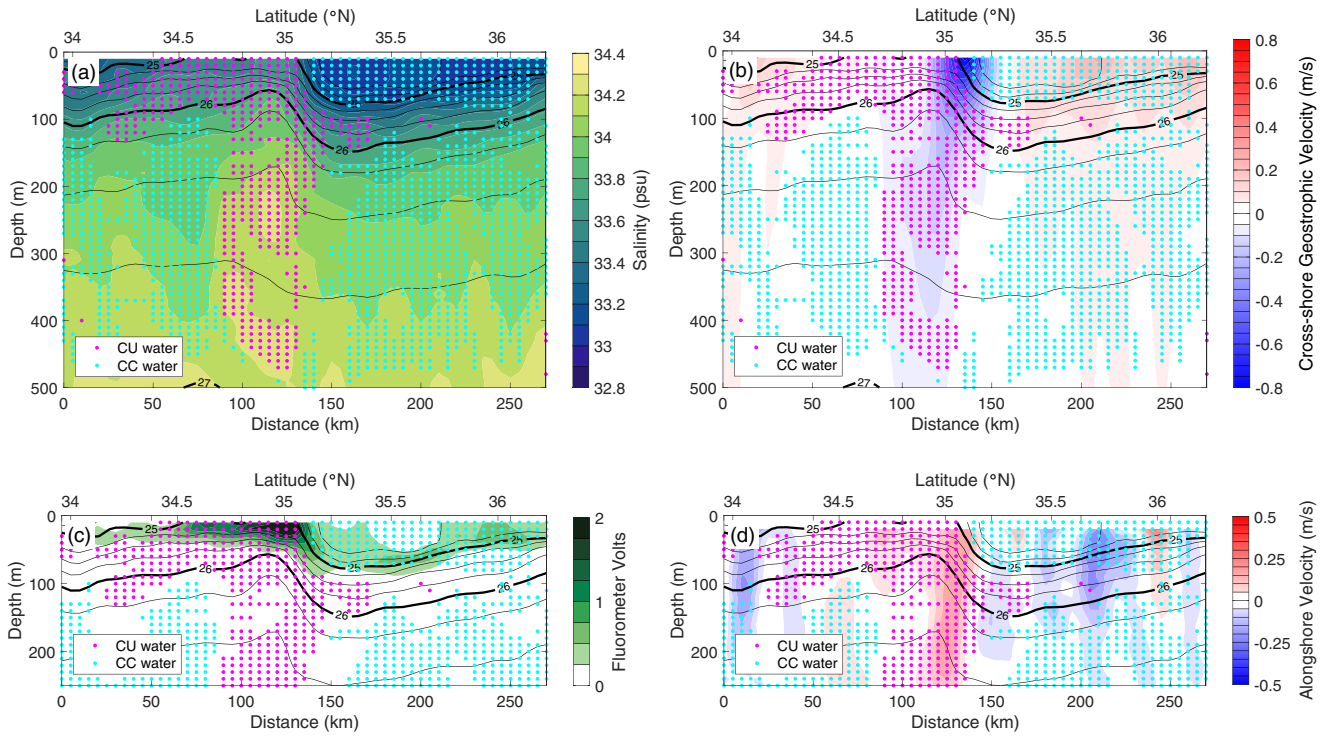 Latitude (°N)
34 34.5 35 35.5 36
(a)
0
100
200
300
400
500
Depth (m)
25
25
26
26
26
27
CU water
CC water
0 50 100 150 200 250
Distance (km)
34.4
34.2
34
33.8
33.6
33.4
33.2
33
32.8
Salinity (psu)
Latitude (°N)
34 34.5 35 35.5 36
(b)
0
100
200
300
400
500
Depth (m)
25
25
25
26
26
26
27
CU water
CC water
0 50 100 150 200 250
Distance (km)
0.8
0.6
0.4
0.2
0
-0.2
-0.4
-0.6
-0.8
Cross-shore Geostrophic Velocity (m/s)
Latitude (°N)
34 34.5 35 35.5 36
(c)
0
100
200
Depth (m)
25
25
25
26
26
26
CU water
CC water
0 50 100 150 200 250
Distance (km)
2
1
0
Fluorometer Volts
Latitude (°N)
34 34.5 35 35.5 36
(d)
0
100
200
Depth (m)
25
25
25
26
26
26
CU water
CC water
0 50 100 150 200 250
Distance (km)
0.5
0.25
0
-0.25
-0.5
Alongshore Velocity (m/s)